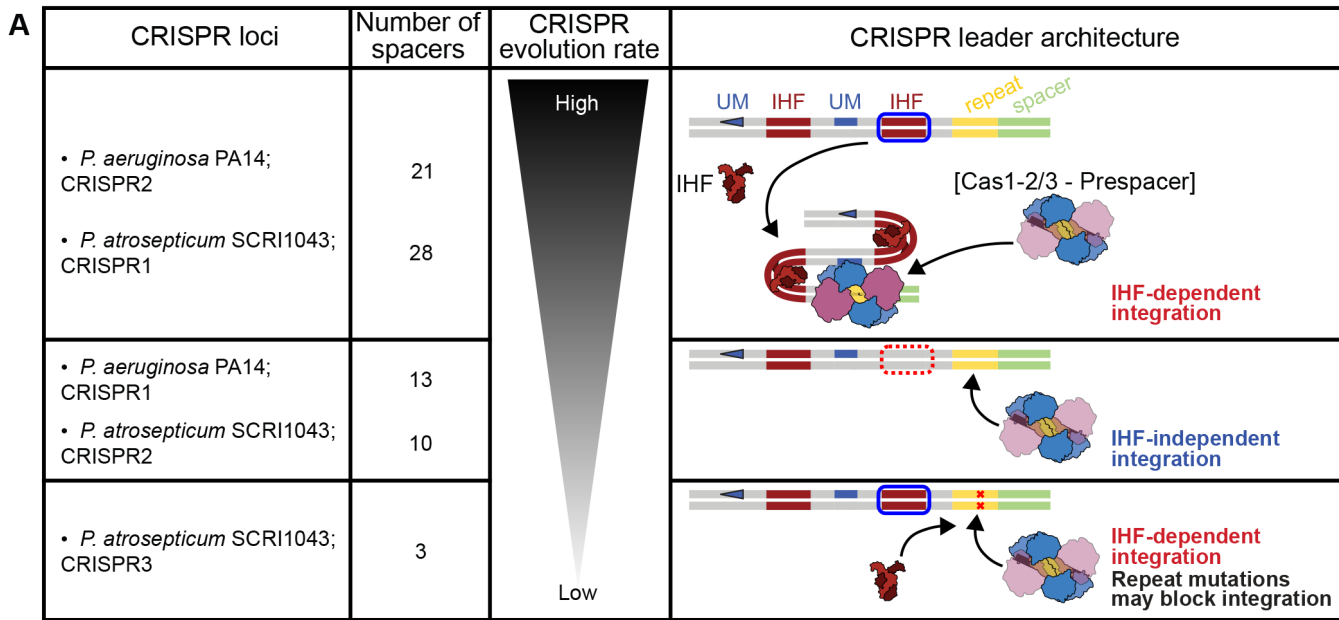 A
CRISPR loci
Number of
spacers
CRISPR
evolution rate
CRISPR leader architecture
• P. aeruginosa PA14;
CRISPR2
21
• P. atrosepticum SCRI1043;
CRISPR1
28
High
UM IHF UM IHF repeat spacer
IHF
[Cas1-2/3 - Prespacer]
IHF-dependent
integration
• P. aeruginosa PA14;
CRISPR1
13
• P. atrosepticum SCRI1043;
CRISPR2
10
IHF-independent
integration
• P. atrosepticum SCRI1043;
CRISPR3
3
Low
IHF-dependent
integration
Repeat mutations
may block integration